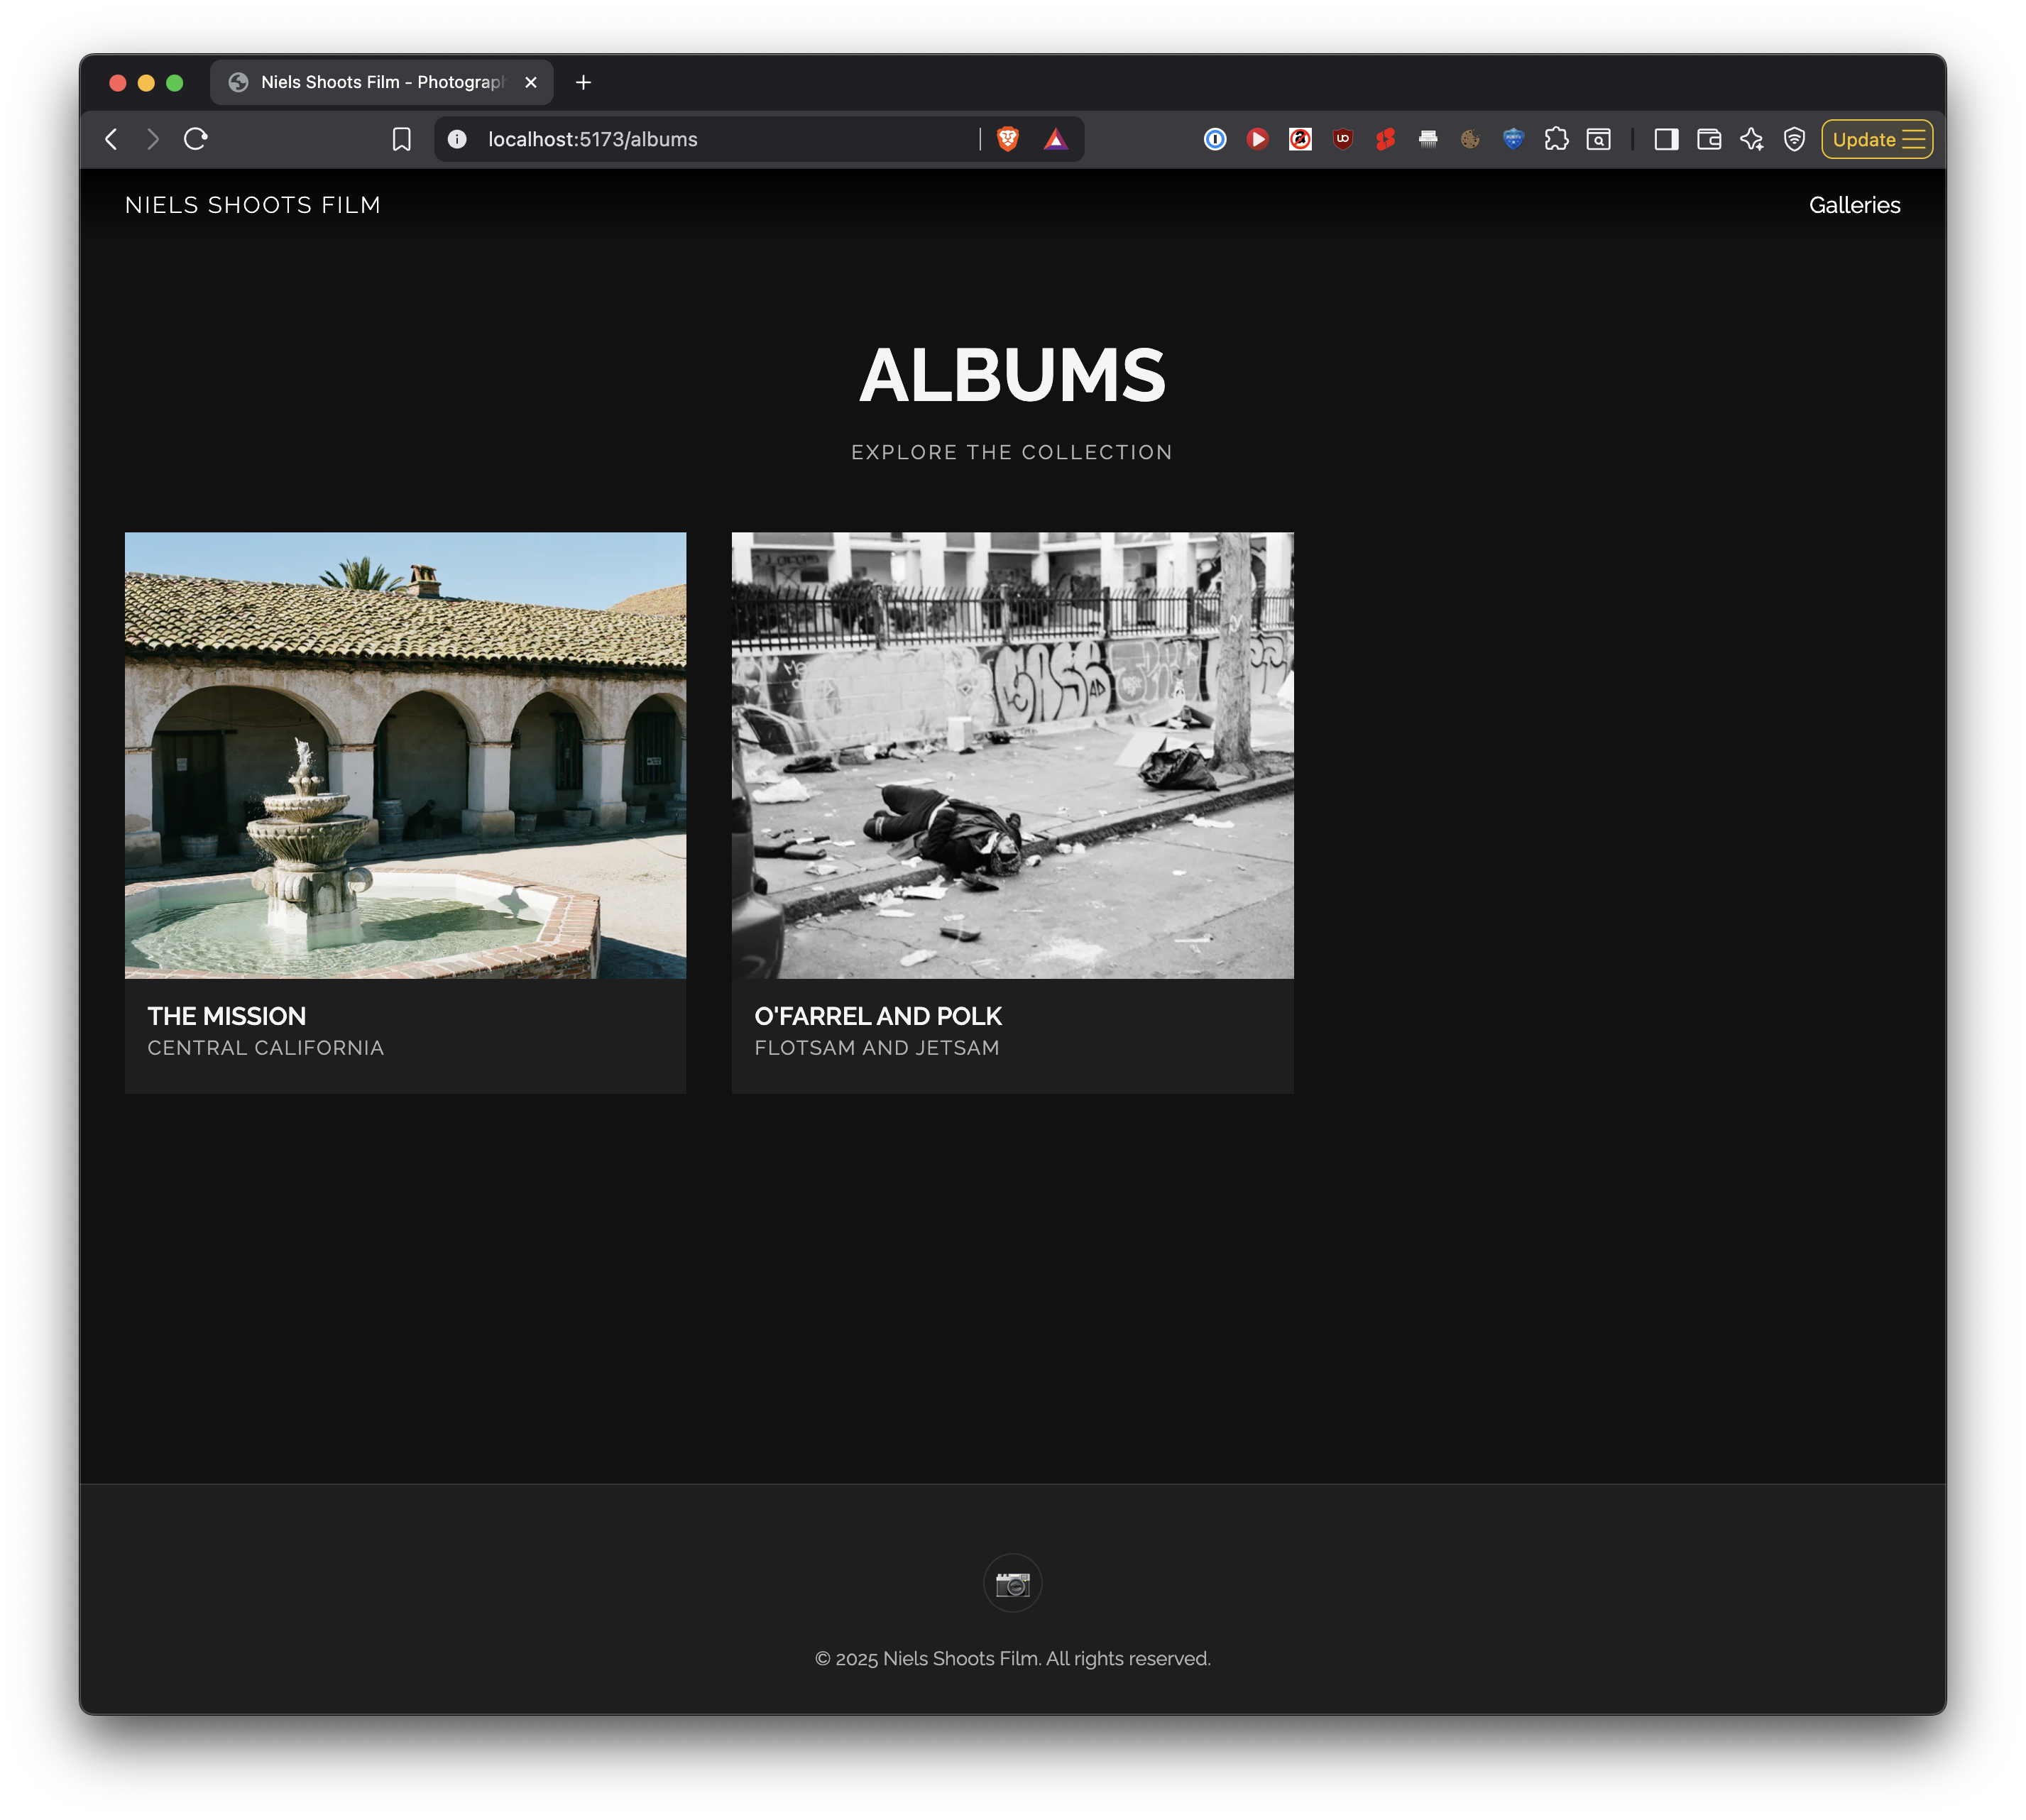 Niels Shoots Film - Photograp
localhost:5173/albums
Update
NIELS SHOOTS FILM
Galleries
ALBUMS
EXPLORE THE COLLECTION
THE MISSION
CENTRAL CALIFORNIA
O'FARREL AND POLK
FLOTSAM AND JETSAM
© 2025 Niels Shoots Film. All rights reserved.